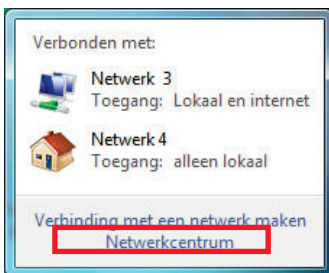 Verbonden met:
Netwerk 3
Toegang: Lokaal en internet
Netwerk 4
Toegang: alleen lokaal
Verbinding met een netwerk maken
Netwerkcentrum